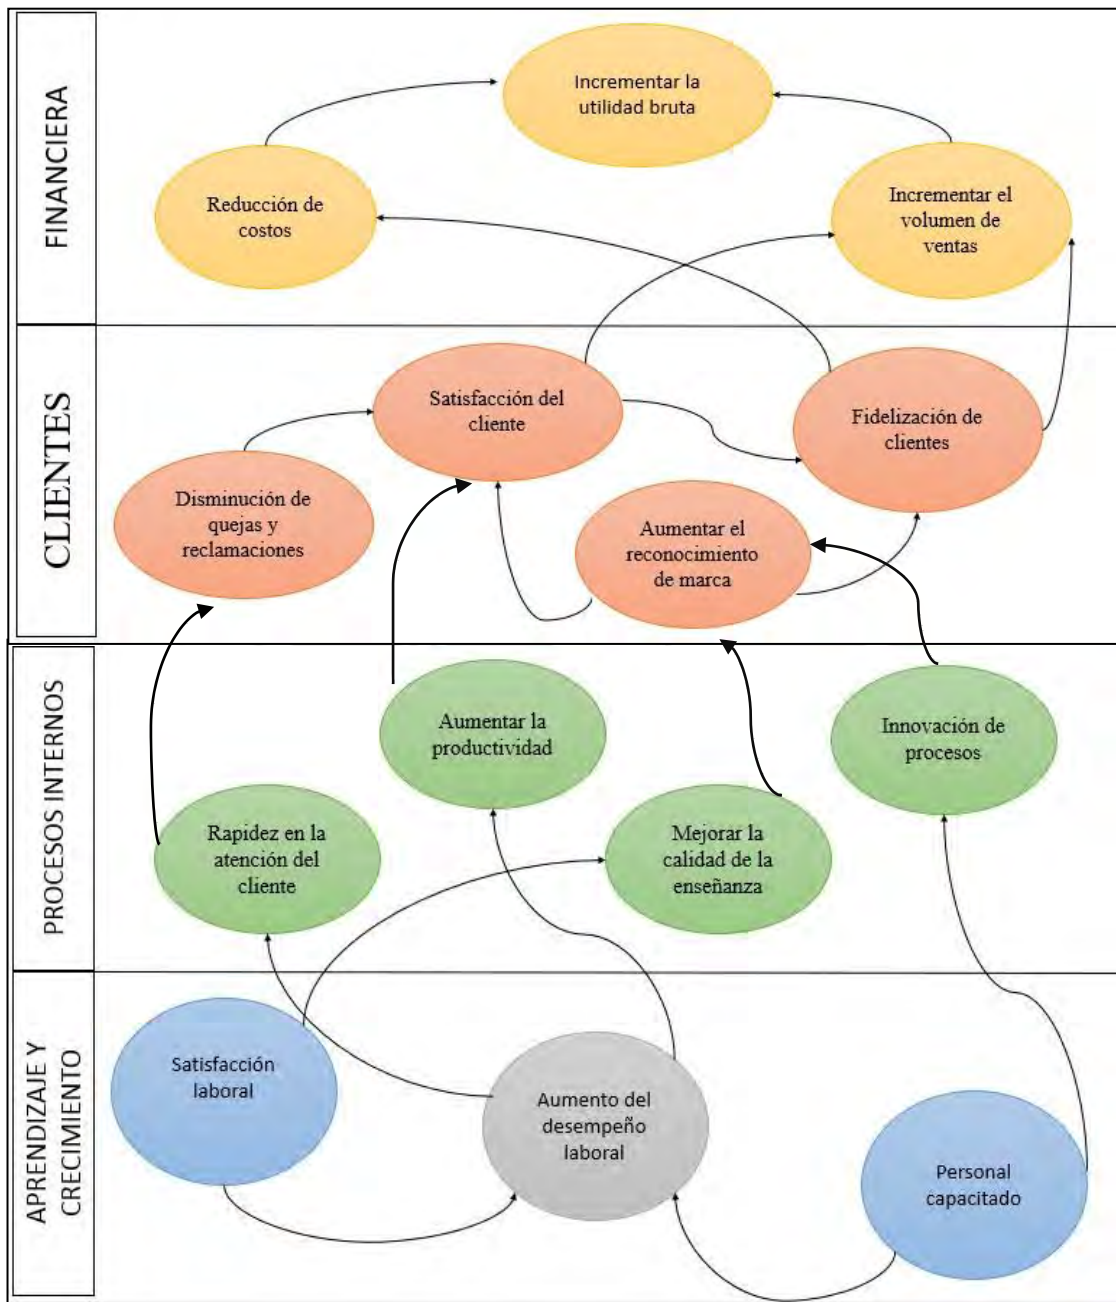 FINANCIERA
Incrementar la
utilidad bruta
Reducción de
costos
Incrementar el
volumen de
ventas
CLIENTES
Satisfacción del
cliente
Fidelización de
clientes
Disminución de
quejas y
reclamaciones
Aumentar el
reconocimiento
de marca
PROCESOS INTERNOS
Aumentar la
productividad
Innovación de
procesos
Rapidez en la
atención del
cliente
Mejorar la
calidad de la
enseñanza
APRENDIZAJE Y
CRECIMIENTO
Satisfacción
laboral
Aumento del
desempeño
laboral
Personal
capacitado